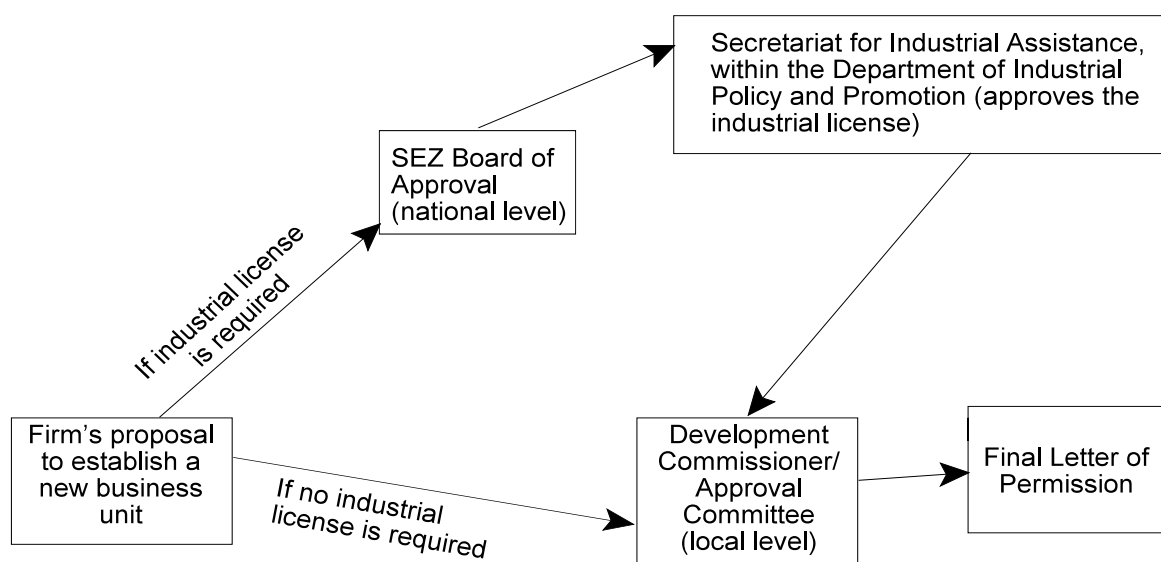 Secretariat for Industrial Assistance,
within the Department of Industrial
Policy and Promotion (approves the
industrial license)
SEZ Board of
Approval
(national level)
If industrial license
is required
Firm's proposal
to establish a
new business
unit
If no industrial
license is required
Development
Commissioner/
Approval
Committee
(local level)
Final Letter of
Permission